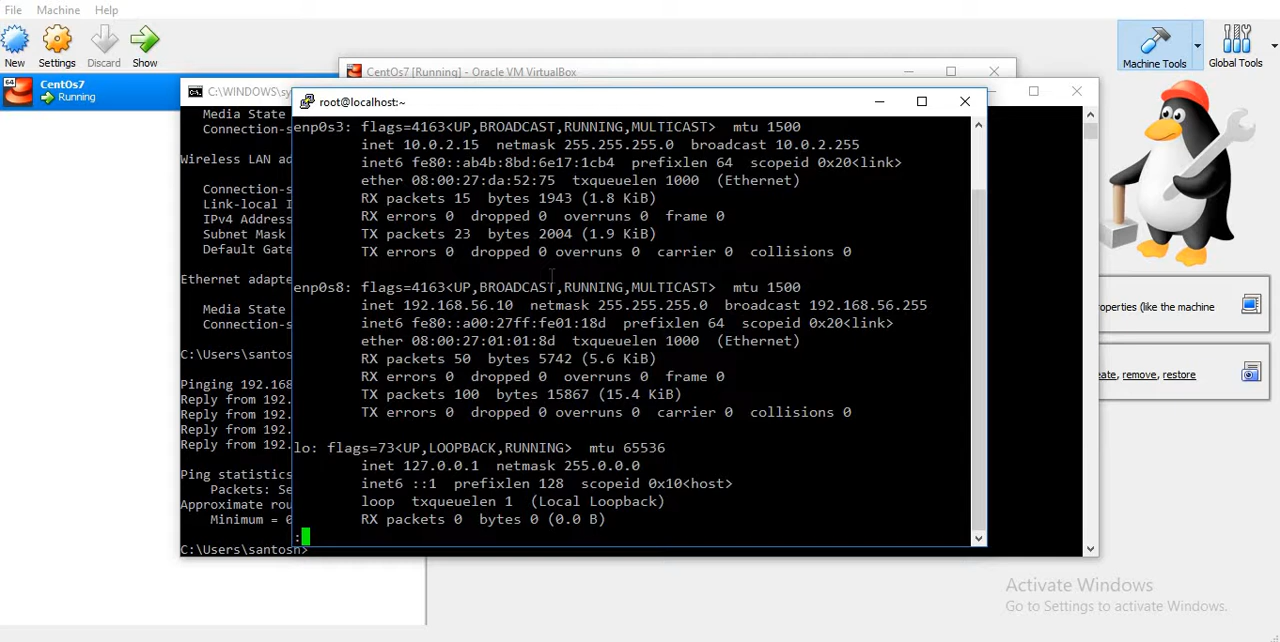 File Machine Help
New Settings Discard Show
Machine Tools Global Tools
64 CentOs7
Running
CentOs7 [Running] - Oracle VM VirtualBox
C:\WINDOWS\sy
Media State
Connection-s
Wireless LAN ad
Connection-s
Link-local I
IPv4 Address
Subnet Mask
Default Gate
Ethernet adapte
Media State
Connection-s
C:\Users\santos
Pinging 192.168
Reply from 192.
Reply from 192.
Reply from 192.
Reply from 192.
Ping statistics
Packets: Se
Approximate rou
Minimum = 0
C:\Users\santosh>
root@localhost:~
enp0s3: flags=4163<UP,BROADCAST,RUNNING,MULTICAST> mtu 1500
inet 10.0.2.15 netmask 255.255.255.0 broadcast 10.0.2.255
inet6 fe80::ab4b:8bd:6e17:1cb4 prefixlen 64 scopeid 0x20<link>
ether 08:00:27:da:52:75 txqueuelen 1000 (Ethernet)
RX packets 15 bytes 1943 (1.8 KiB)
RX errors 0 dropped 0 overruns 0 frame 0
TX packets 23 bytes 2004 (1.9 KiB)
TX errors 0 dropped 0 overruns 0 carrier 0 collisions 0
enp0s8: flags=4163<UP,BROADCAST,RUNNING,MULTICAST> mtu 1500
inet 192.168.56.10 netmask 255.255.255.0 broadcast 192.168.56.255
inet6 fe80::a00:27ff:fe01:18d prefixlen 64 scopeid 0x20<link>
ether 08:00:27:01:01:8d txqueuelen 1000 (Ethernet)
RX packets 50 bytes 5742 (5.6 KiB)
RX errors 0 dropped 0 overruns 0 frame 0
TX packets 100 bytes 15867 (15.4 KiB)
TX errors 0 dropped 0 overruns 0 carrier 0 collisions 0
lo: flags=73<UP,LOOPBACK,RUNNING> mtu 65536
inet 127.0.0.1 netmask 255.0.0.0
inet6 ::1 prefixlen 128 scopeid 0x10<host>
loop txqueuelen 1 (Local Loopback)
RX packets 0 bytes 0 (0.0 B)
:
roperties (like the machine
eate, remove, restore
Activate Windows
Go to Settings to activate Windows.